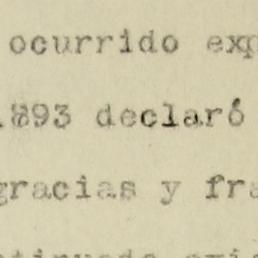 ocurrido exp
1893 declaró
gracias y fra